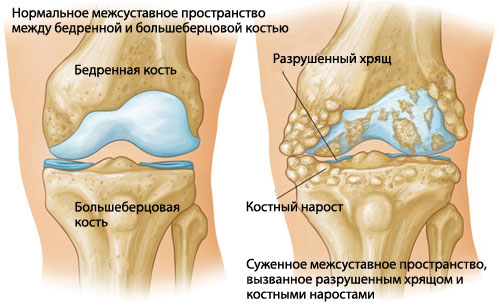 Нормальное межсуставное пространство
между бедренной и большеберцовой костью
Бедренная кость
Большеберцовая
кость
Разрушенный хрящ
Костный нарост
Суженное межсуставное пространство,
вызванное разрушенным хрящом и
костными наростами